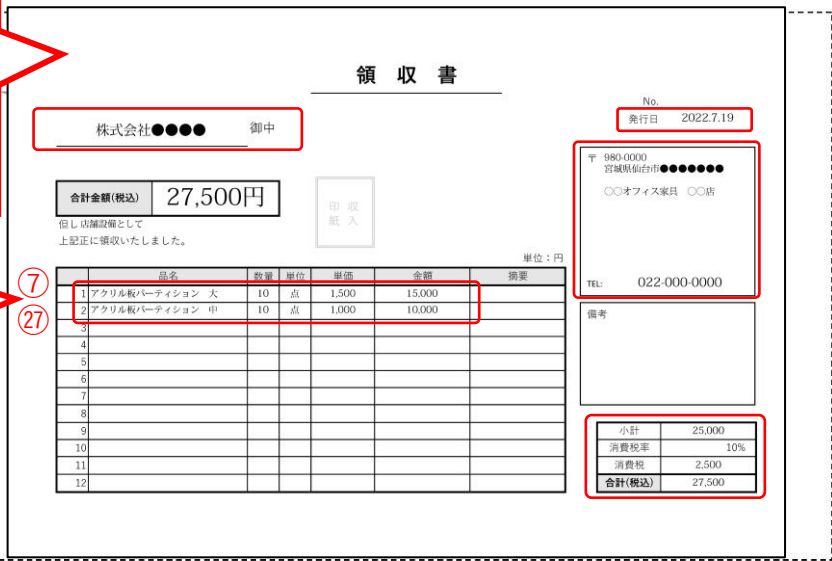 領 収 書
No.
発行日 2022.7.19
株式会社●●●● 御中
〒 980-0000
宮城県仙台市●●●●●●●
〇〇オフィス家具 〇〇店
TEL: 022-000-0000
合計金額(税込) 27,500円
印 収
紙 入
但し店舗設備として
上記正に領収いたしました。
単位:円
品名 数量 単位 単価 金額 摘要
⑦ 1 アクリル板パーティション 大 10 点 1,500 15,000
㉗ 2 アクリル板パーティション 中 10 点 1,000 10,000
3
4
5
6
7
8
9
10
11
12
備考
小計 25,000
消費税率 10%
消費税 2,500
合計(税込) 27,500